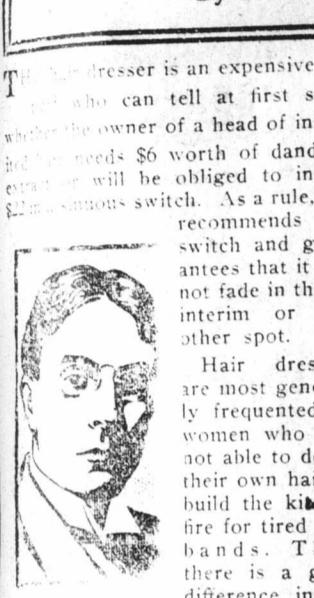 dresser is an expensive
who can tell at first s
the owner of a head of in
needs $6 worth of dand
will be obliged to in
switch. As a rule,
recommends
switch and g
antees that it
not fade in th
interim or
other spot.
Hair dres
are most gene
ly frequented
women who
not able to d
their own hai
build the
fire for tired
bands. T
there is a g
difference in